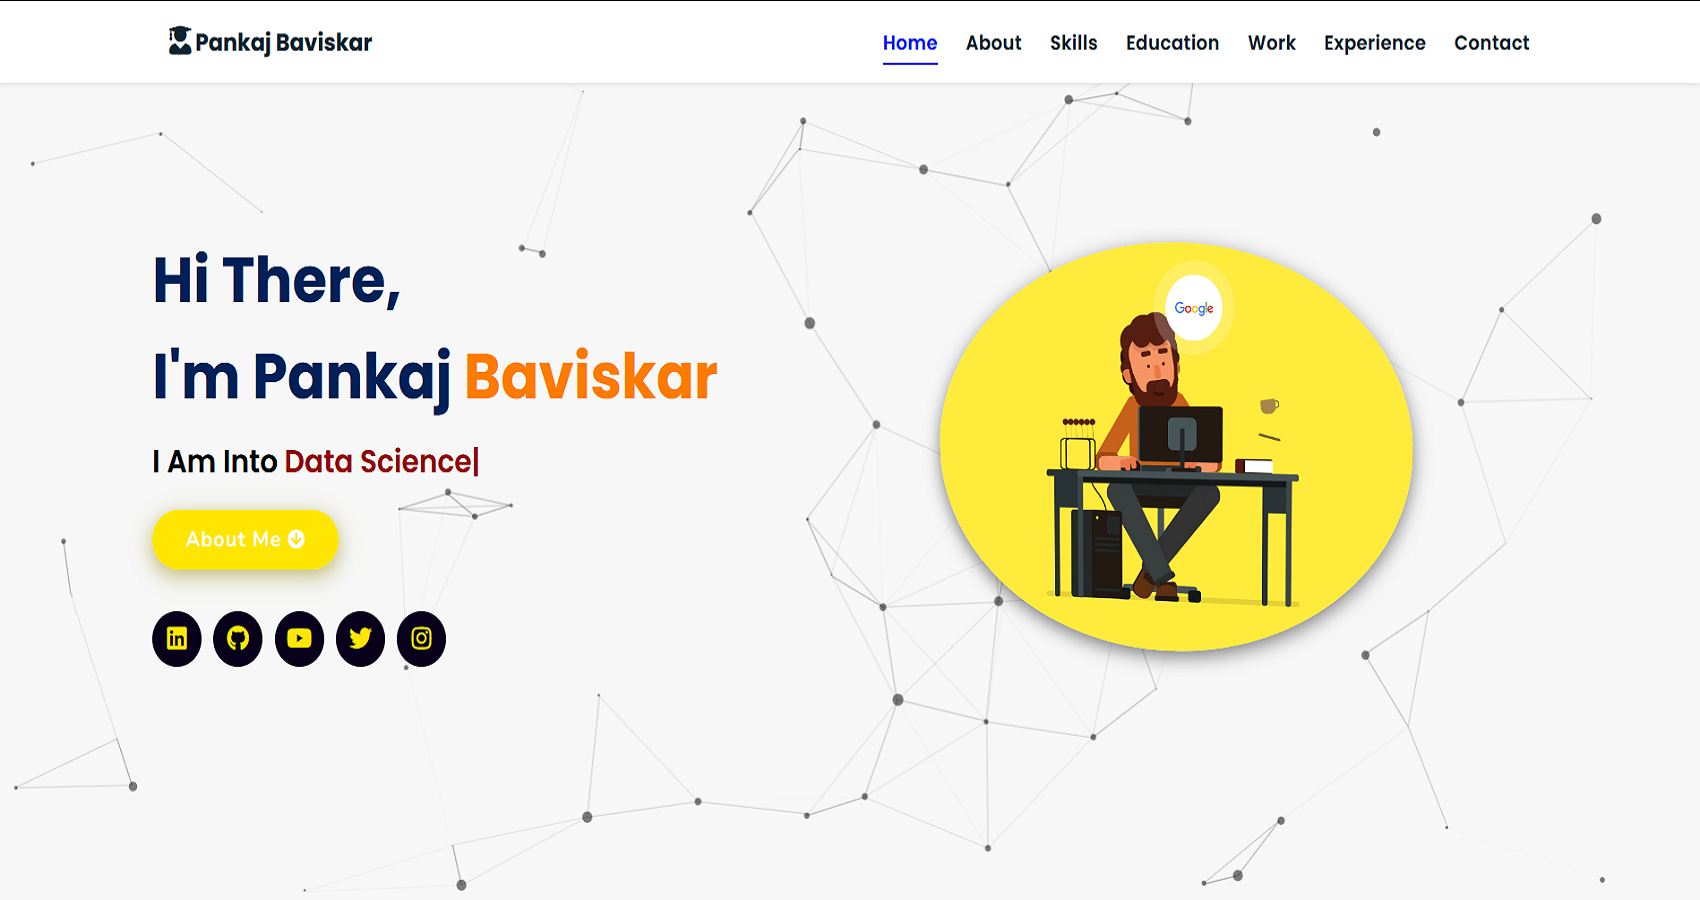 Pankaj Baviskar
Home About Skills Education Work Experience Contact
Hi There,
I'm Pankaj Baviskar
I Am Into Data Science|
About Me
Google